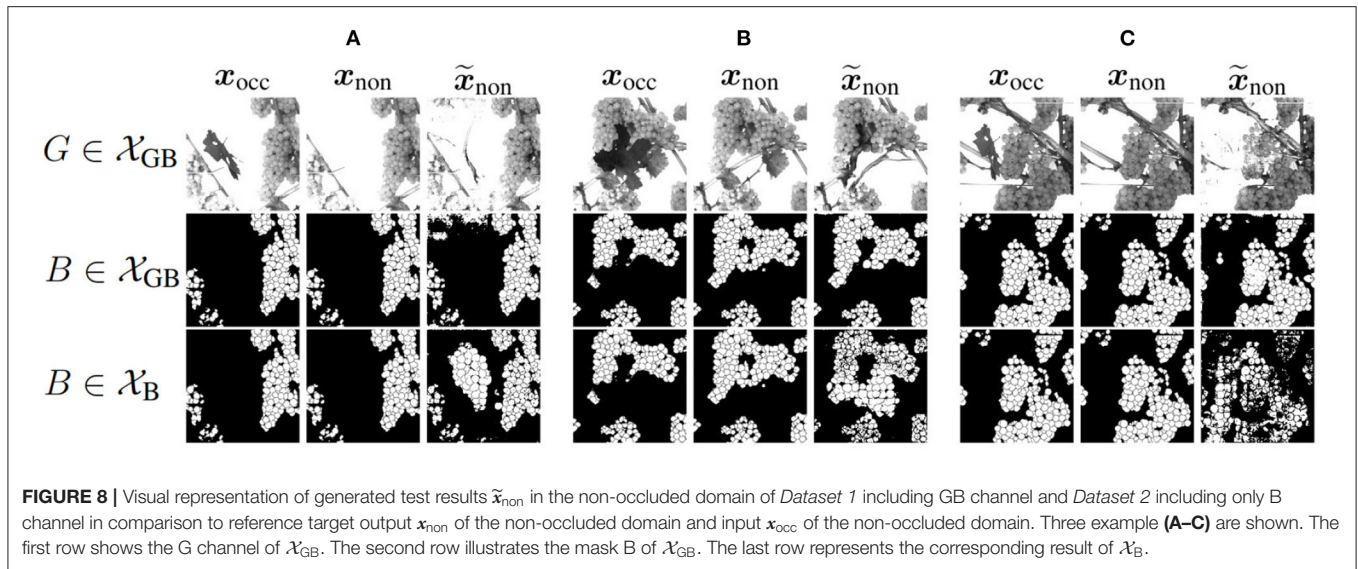 A B C
x_occ x_non x̃_non x_occ x_non x̃_non x_occ x_non x̃_non
G ∈ 𝒳_GB
B ∈ 𝒳_GB
B ∈ 𝒳_B
FIGURE 8 | Visual representation of generated test results x̃_non in the non-occluded domain of Dataset 1 including GB channel and Dataset 2 including only B
channel in comparison to reference target output x_non of the non-occluded domain and input x_occ of the non-occluded domain. Three example (A–C) are shown. The
first row shows the G channel of 𝒳_GB. The second row illustrates the mask B of 𝒳_GB. The last row represents the corresponding result of 𝒳_B.